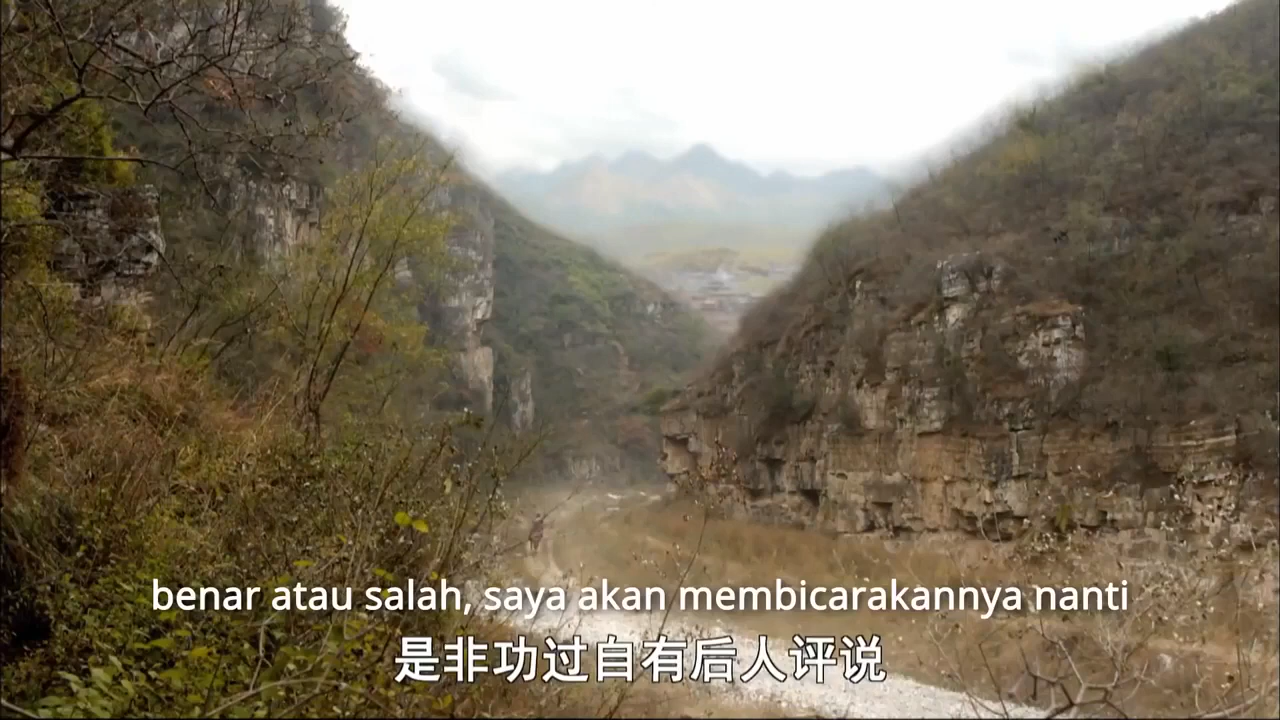 benar atau salah, saya akan membicarakannya nanti
是非功过自有后人评说